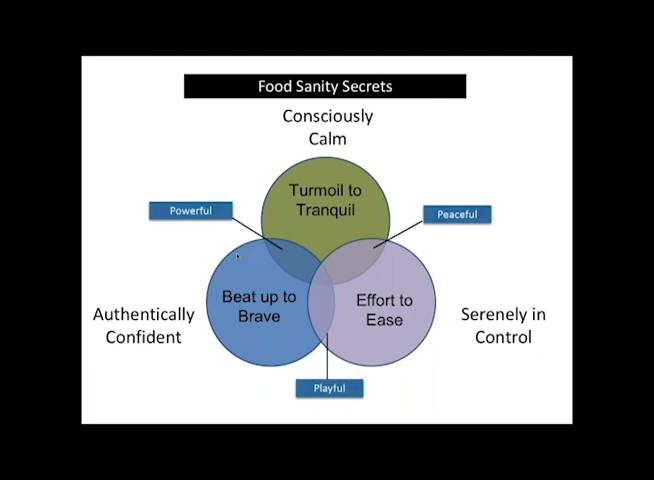 Food Sanity Secrets
Consciously
Calm
Turmoil to
Tranquil
Powerful
Peaceful
Beat up to
Brave
Effort to
Ease
Authentically
Confident
Serenely in
Control
Playful